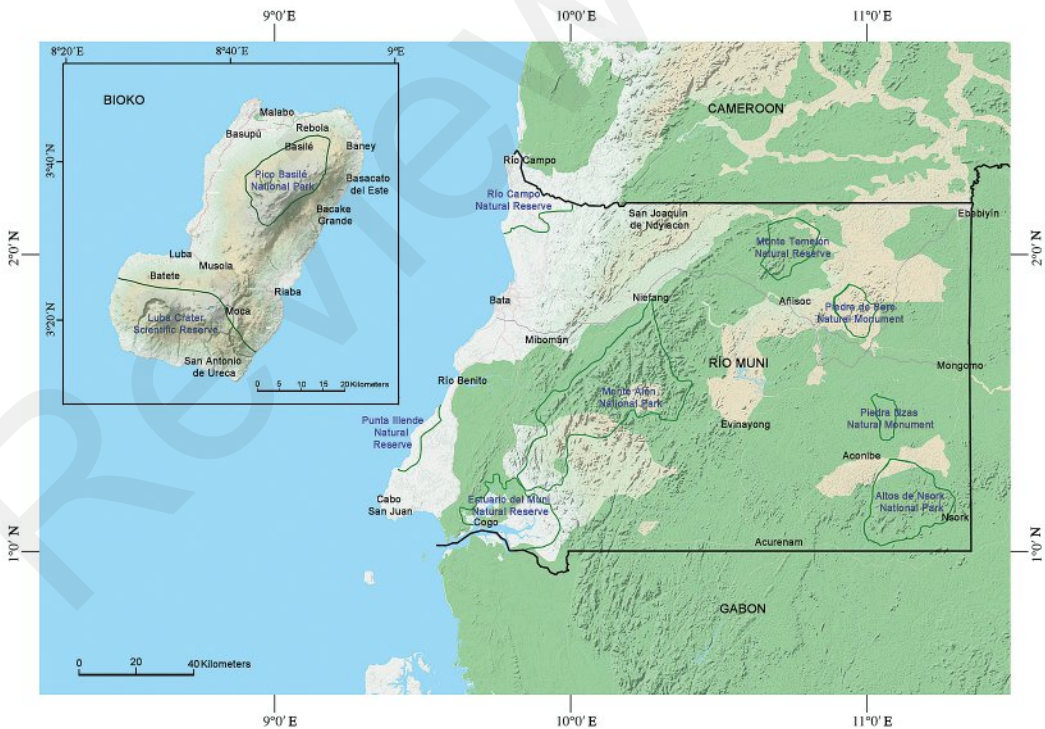 9°0´E
10°0´E
11°0´E
8°20´E
8°40´E
9°E
BIOKO
Malabo
Basupú
Rebola
Basilé
Baney
3°40´N
Pico Basilé
National Park
Basacato
del Este
Bacake
Grande
Luba
Musola
Batete
Riaba
3°20´N
Luba Crater
Scientific Reserve
Moca
San Antonio
de Ureca
0 5 10 15 20 Kilometers
CAMEROON
Río Campo
Río Campo
Natural Reserve
San Joaquin
de Ndyiecon
Ebebiyín
2°0´N
2°0´N
Monte Temelon
Natural Reserve
Bata
Niefang
Añisoc
Piedra de Bere
Natural Monument
Mibomán
RÍO MUNI
Mongomo
Río Benito
Monte Alén
National Park
Punta Illende
Natural
Reserve
Piedra Nzas
Natural Monument
Evinayong
Aconibe
Cabo
San Juan
Estuario del Muni
Natural Reserve
Cogo
Altos de Nsork
National Park
Nsork
1°0´N
1°0´N
Acurenam
GABON
0 20 40 Kilometers
9°0´E
10°0´E
11°0´E
Review